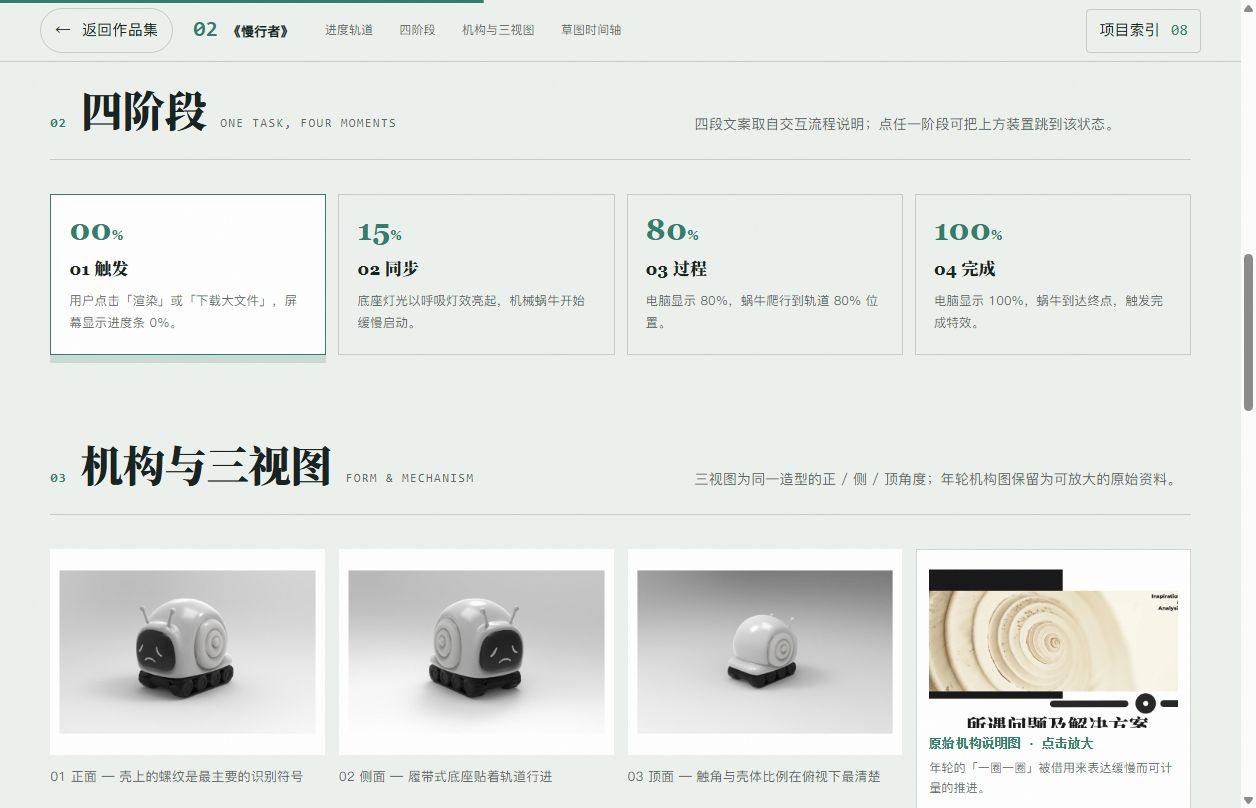 ← 返回作品集
02 《慢行者》
进度轨道
四阶段
机构与三视图
草图时间轴
项目索引 08
02 四阶段 ONE TASK, FOUR MOMENTS
四段文案取自交互流程说明；点任一阶段可把上方装置跳到该状态。
00%
01 触发
用户点击「渲染」或「下载大文件」，屏
幕显示进度条 0%。
15%
02 同步
底座灯光以呼吸灯效亮起，机械蜗牛开始
缓慢启动。
80%
03 过程
电脑显示 80%，蜗牛爬行到轨道 80% 位
置。
100%
04 完成
电脑显示 100%，蜗牛到达终点，触发完
成特效。
03 机构与三视图 FORM & MECHANISM
三视图为同一造型的正 / 侧 / 顶角度；年轮机构图保留为可放大的原始资料。
01 正面 — 壳上的螺纹是最主要的识别符号
02 侧面 — 履带式底座贴着轨道行进
03 顶面 — 触角与壳体比例在俯视下最清楚
Inspiratio
Analysi
所遇问题及解决方案
原始机构说明图 · 点击放大
年轮的「一圈一圈」被借用来表达缓慢而可计
量的推进。